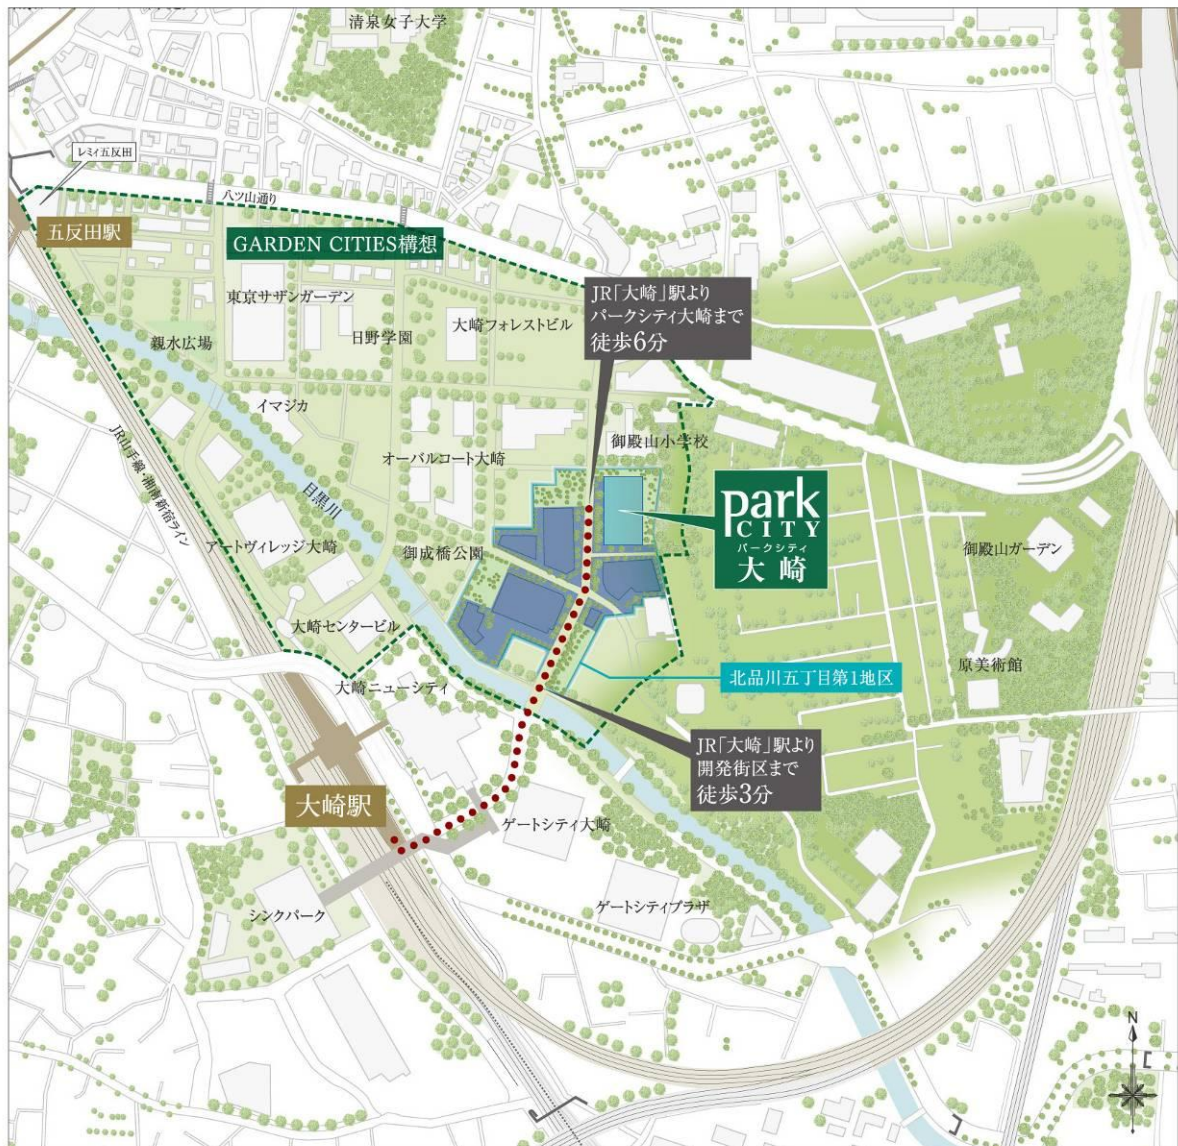 清泉女子大学
レミィ五反田
八ツ山通り
五反田駅
GARDEN CITIES構想
東京サザンガーデン
日野学園
大崎フォレストビル
JR「大崎」駅より
パークシティ大崎まで
徒歩6分
親水広場
イマジカ
オーバルコート大崎
御殿山小学校
JR山手線・湘南新宿ライン
目黒川
park
CITY
パークシティ
大崎
アートヴィレッジ大崎
御成橋公園
御殿山ガーデン
大崎センタービル
原美術館
北品川五丁目第1地区
大崎ニューシティ
JR「大崎」駅より
開発街区まで
徒歩3分
大崎駅
ゲートシティ大崎
シンクパーク
ゲートシティプラザ
N